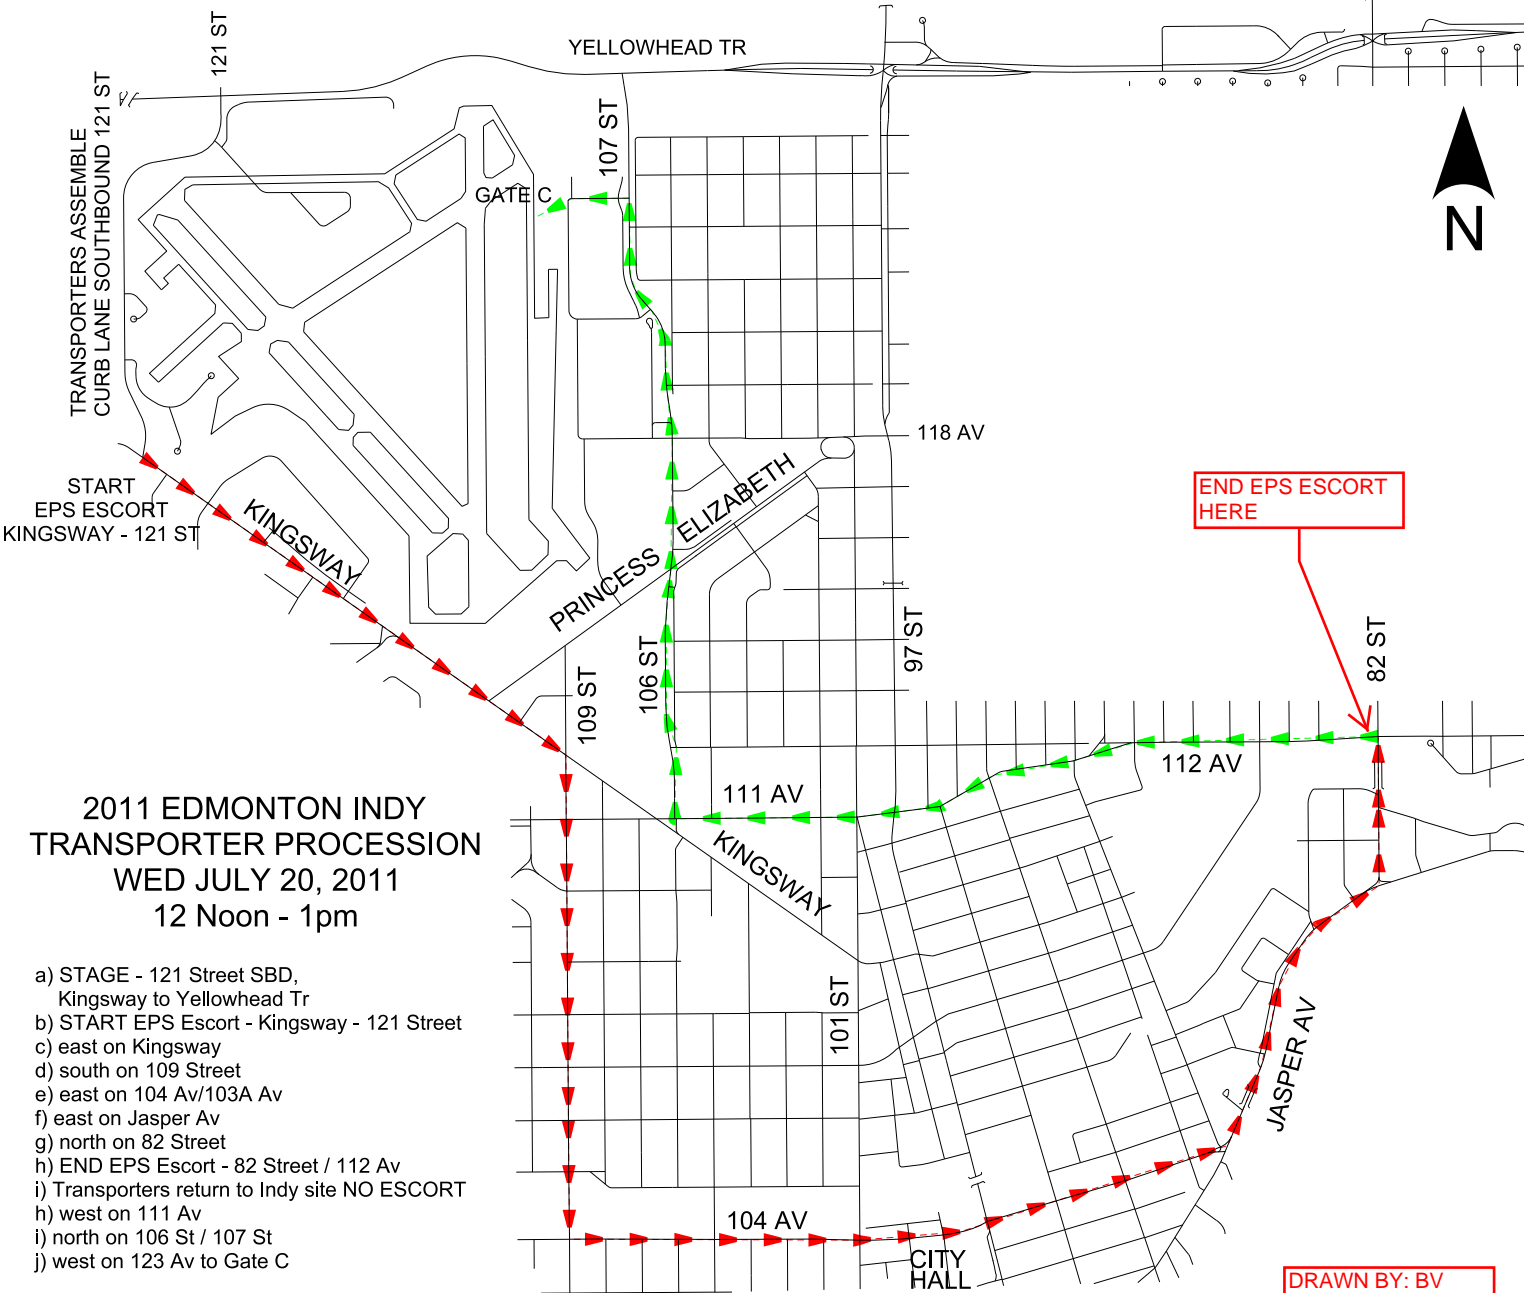 121 ST
YELLOWHEAD TR
TRANSPORTERS ASSEMBLE
CURB LANE SOUTHBOUND 121 ST
107 ST
GATE C
N
118 AV
START
EPS ESCORT
KINGSWAY - 121 ST
KINGSWAY
PRINCESS ELIZABETH
END EPS ESCORT
HERE
97 ST
82 ST
106 ST
109 ST
112 AV
111 AV
KINGSWAY
2011 EDMONTON INDY
TRANSPORTER PROCESSION
WED JULY 20, 2011
12 Noon - 1pm
a) STAGE - 121 Street SBD,
Kingsway to Yellowhead Tr
b) START EPS Escort - Kingsway - 121 Street
c) east on Kingsway
d) south on 109 Street
e) east on 104 Av/103A Av
f) east on Jasper Av
g) north on 82 Street
h) END EPS Escort - 82 Street / 112 Av
i) Transporters return to Indy site NO ESCORT
h) west on 111 Av
i) north on 106 St / 107 St
j) west on 123 Av to Gate C
101 ST
JASPER AV
104 AV
CITY
HALL
DRAWN BY: BV